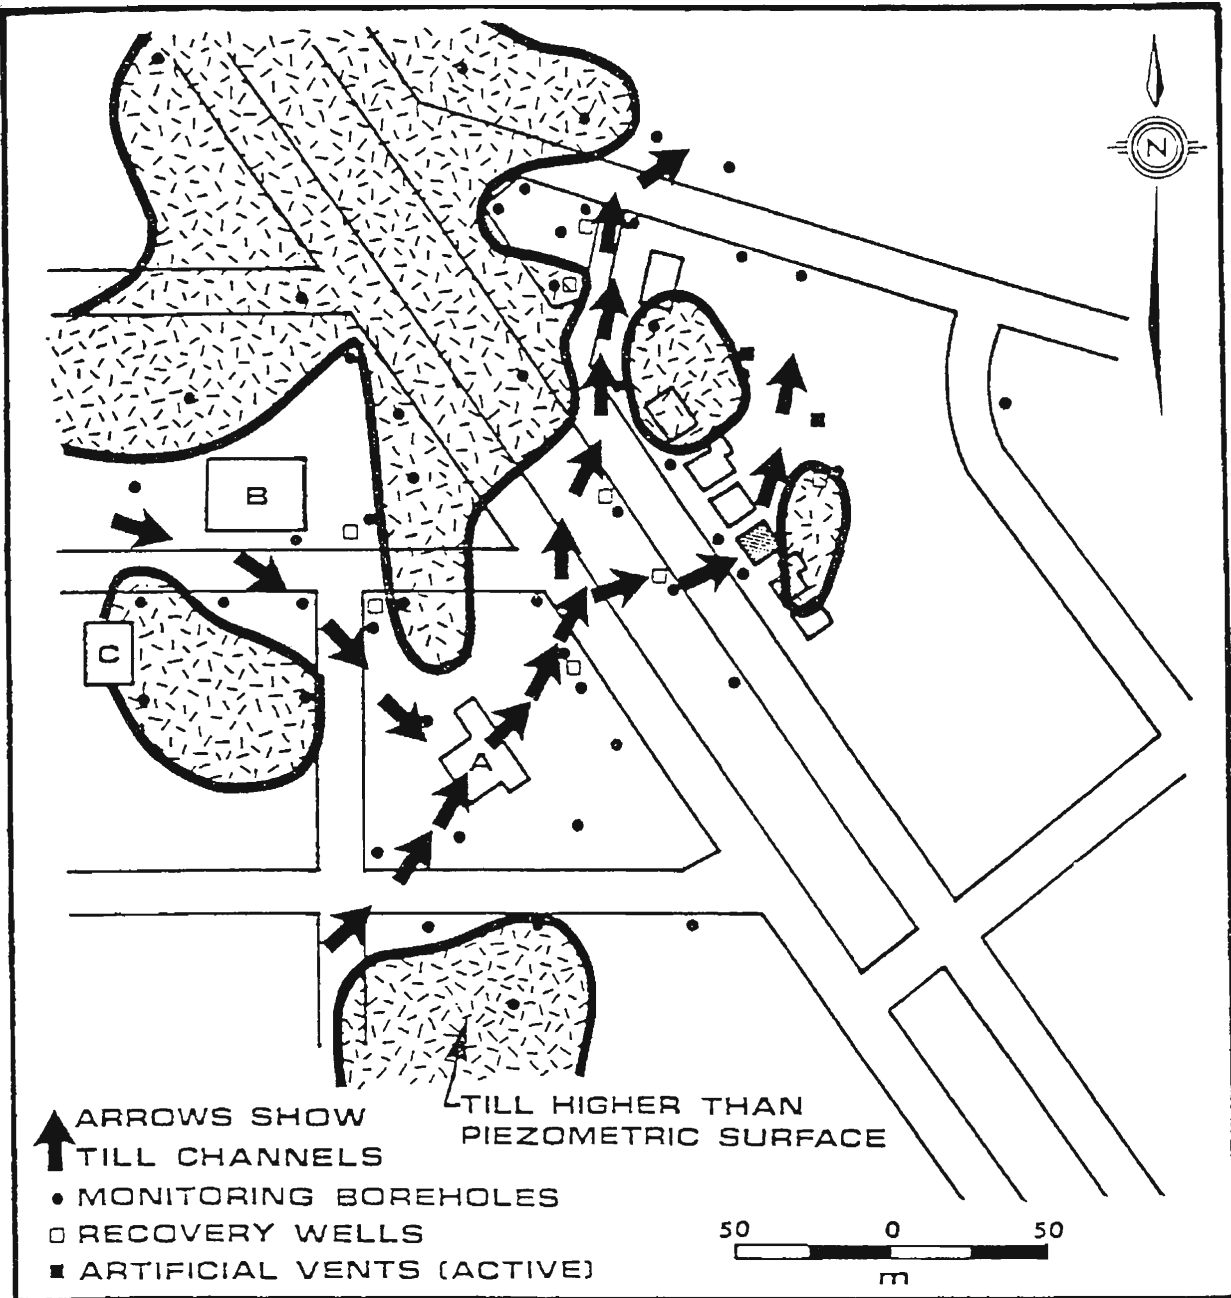 N
B
C
A
ARROWS SHOW
TILL CHANNELS
TILL HIGHER THAN
PIEZOMETRIC SURFACE
MONITORING BOREHOLES
RECOVERY WELLS
ARTIFICIAL VENTS (ACTIVE)
50 0 50
m